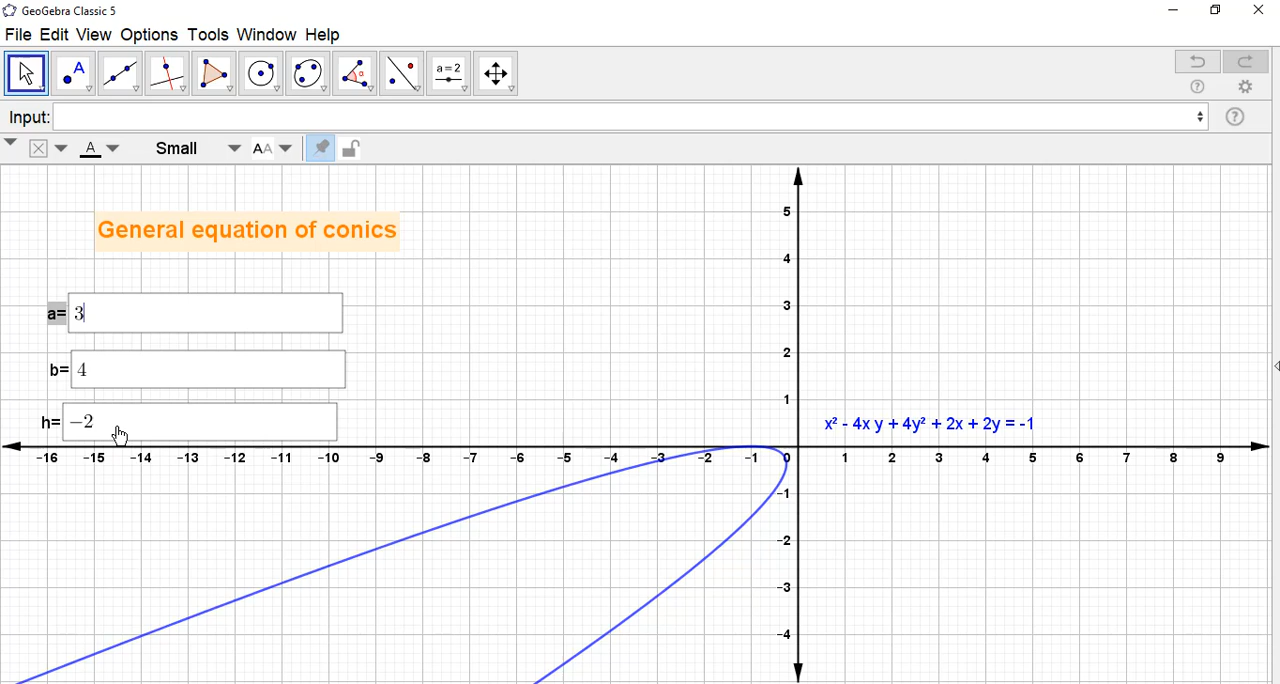 GeoGebra Classic 5
File Edit View Options Tools Window Help
A
α
a=2
Input:
A Small AA
General equation of conics
a= 3
b= 4
h= −2
x² - 4x y + 4y² + 2x + 2y = -1
5
4
3
2
1
-16 -15 -14 -13 -12 -11 -10 -9 -8 -7 -6 -5 -4 -3 -2 -1 0 1 2 3 4 5 6 7 8 9
-1
-2
-3
-4